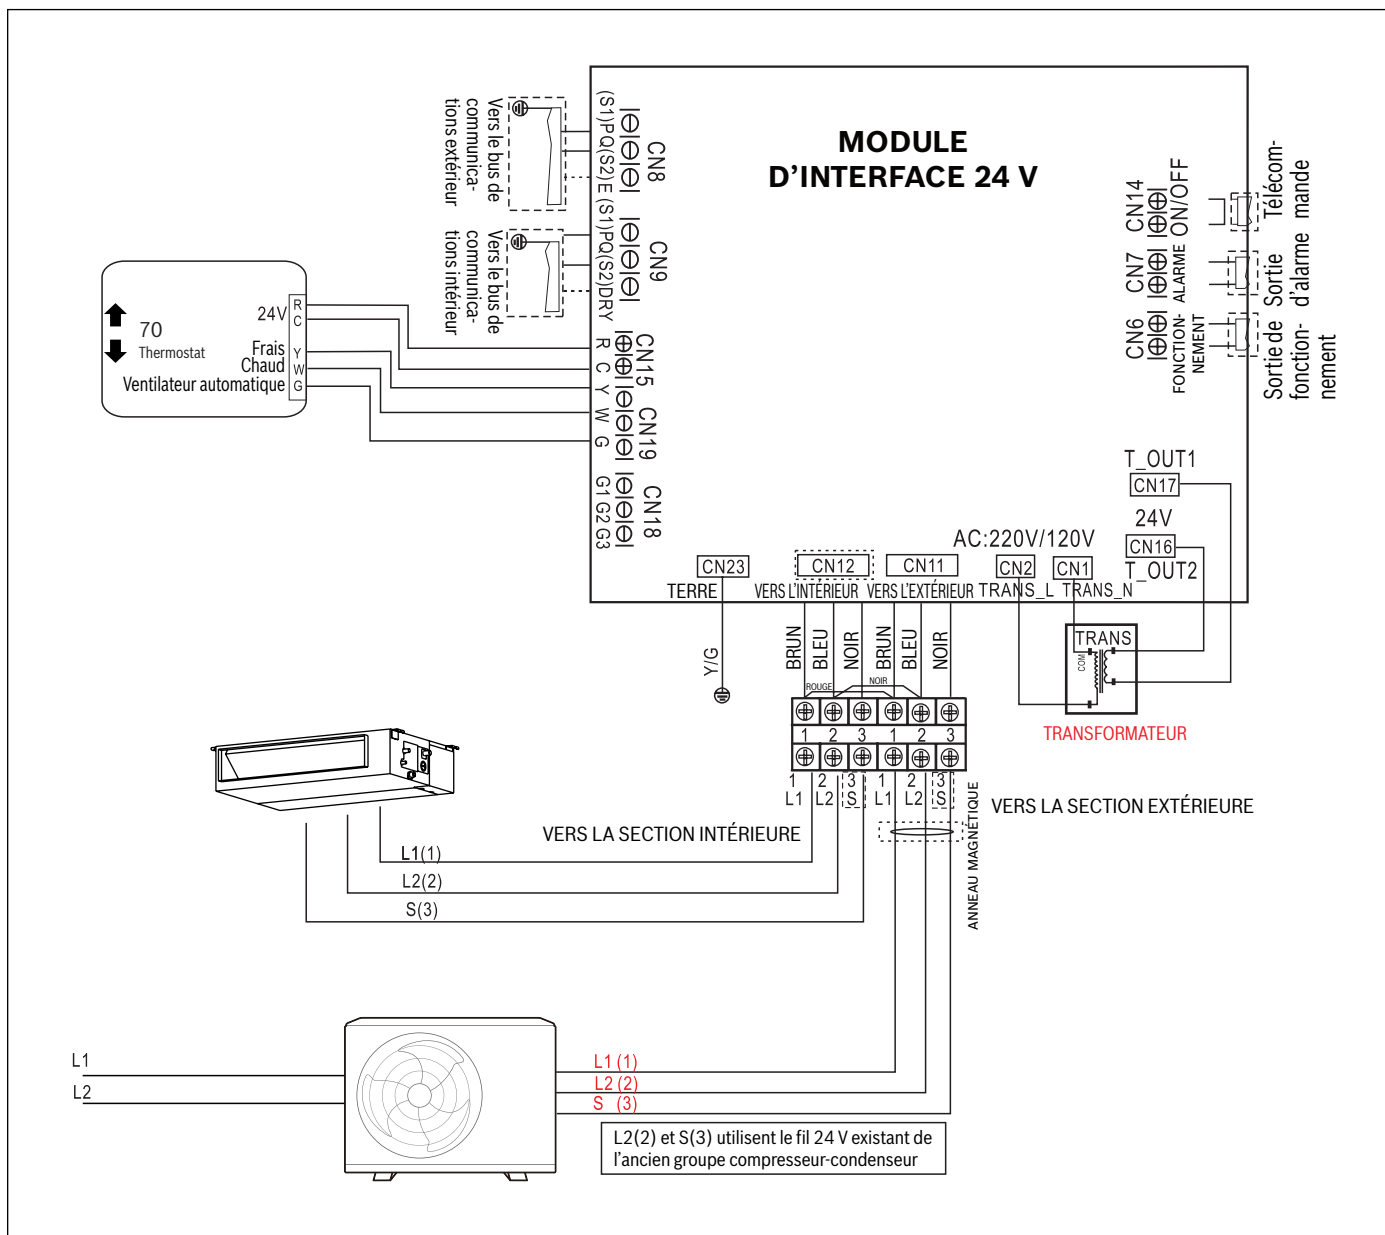 MODULE
D'INTERFACE 24 V
Vers le bus de
communica-
tions extérieur
(S1)PQ(S2)E
CN8
Vers le bus de
communica-
tions intérieur
(S1)PQ(S2)DRY
CN9
CN14
ON/OFF
Télécom-
mande
CN7
ALARME
Sortie
d'alarme
CN6
FONCTION-
NEMENT
Sortie de
fonction-
nement
70
Thermostat
24V
R
C
Frais
Y
Chaud
W
Ventilateur automatique
G
R
C
CN15
Y
W
G
CN19
G1 G2 G3
CN18
T_OUT1
CN17
24V
CN16
T_OUT2
AC:220V/120V
CN23
CN12
CN11
CN2
CN1
TERRE
VERS L'INTÉRIEUR
VERS L'EXTÉRIEUR
TRANS_L
TRANS_N
Y/G
BRUN
BLEU
NOIR
BRUN
BLEU
NOIR
ROUGE
NOIR
TRANS
COM
TRANSFORMATEUR
1 2 3 1 2 3
1 2 3 1 2 3
L1 L2 S L1 L2 S
VERS LA SECTION INTÉRIEURE
VERS LA SECTION EXTÉRIEURE
ANNEAU MAGNÉTIQUE
L1(1)
L2(2)
S(3)
L1
L2
L1 (1)
L2 (2)
S (3)
L2(2) et S(3) utilisent le fil 24 V existant de
l'ancien groupe compresseur-condenseur